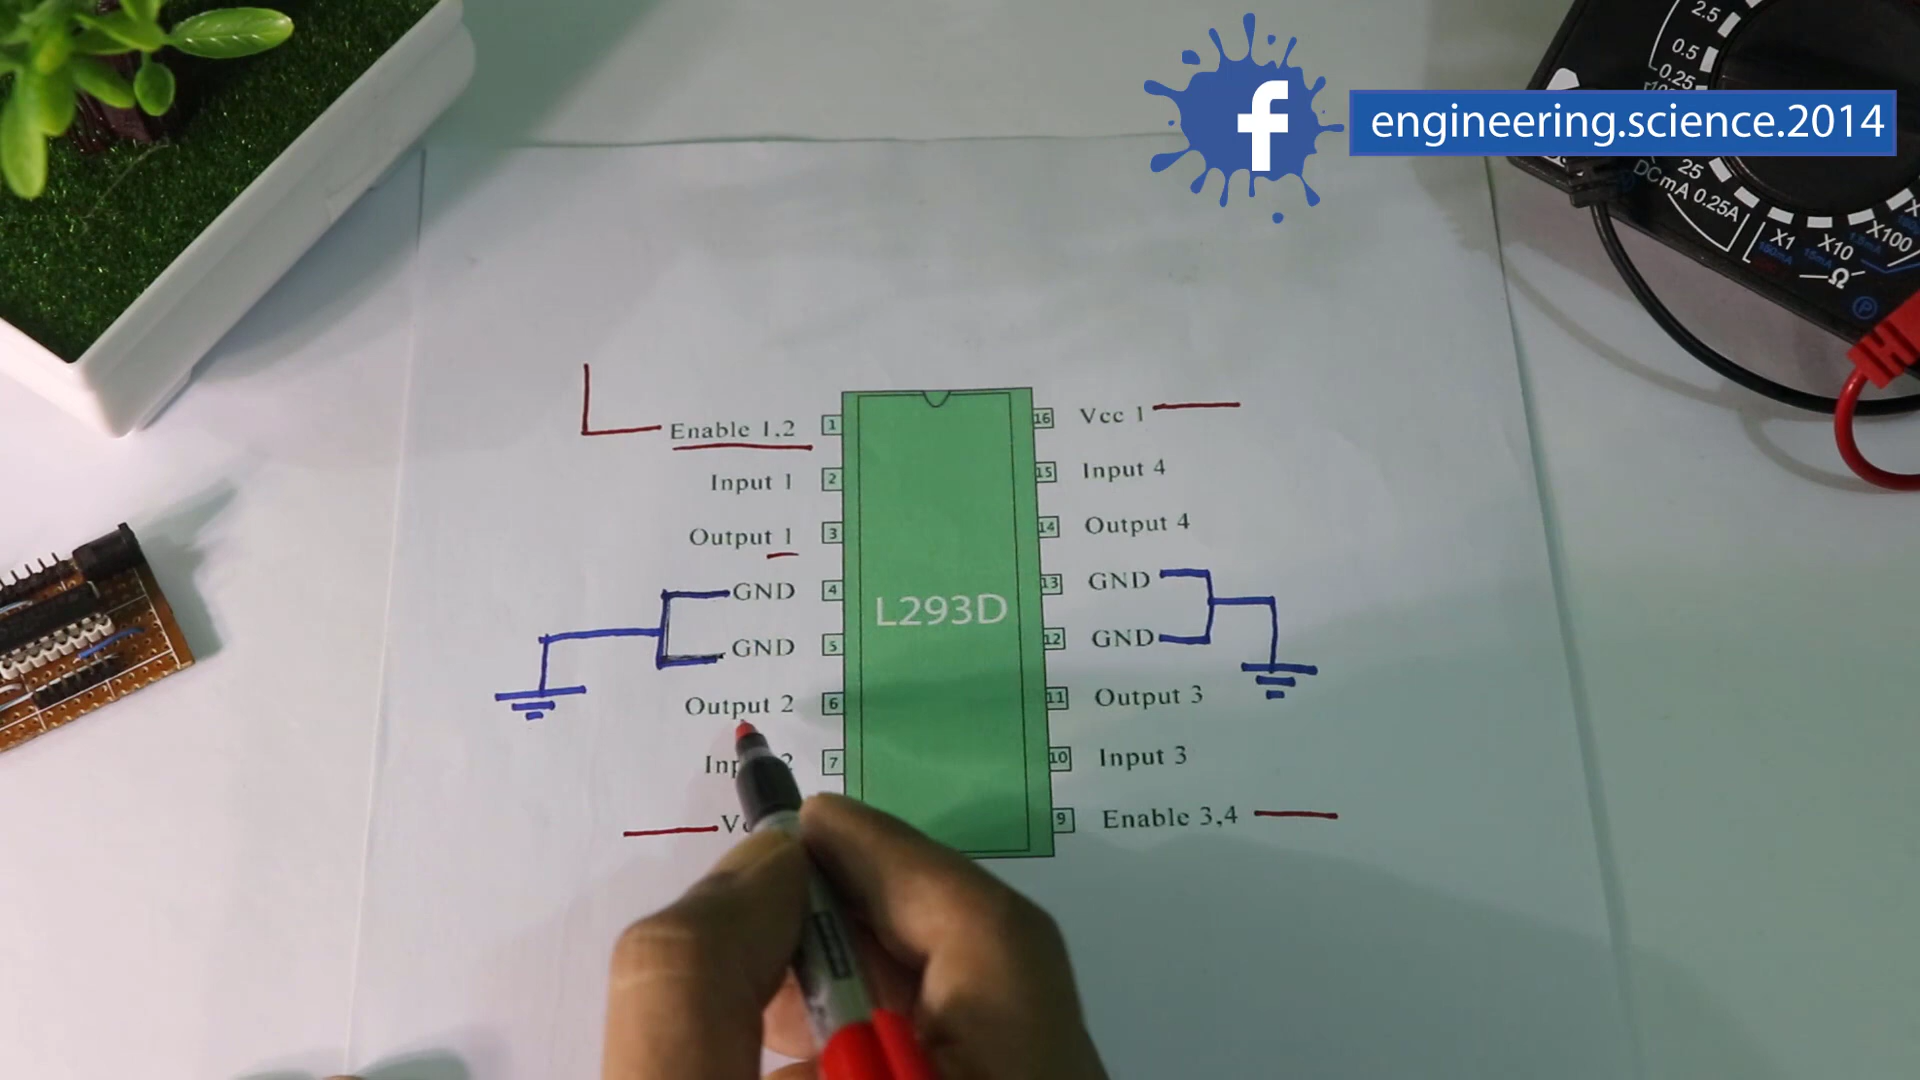 f engineering.science.2014
2.5
0.5
0.25
25
DCmA 0.25A
X1 X10 X100
150mA 15mA
Ω
P
Enable 1,2 1 16 Vcc 1
Input 1 2 15 Input 4
Output 1 3 14 Output 4
GND 4 13 GND
L293D
GND 5 12 GND
Output 2 6 11 Output 3
7 10 Input 3
9 Enable 3,4